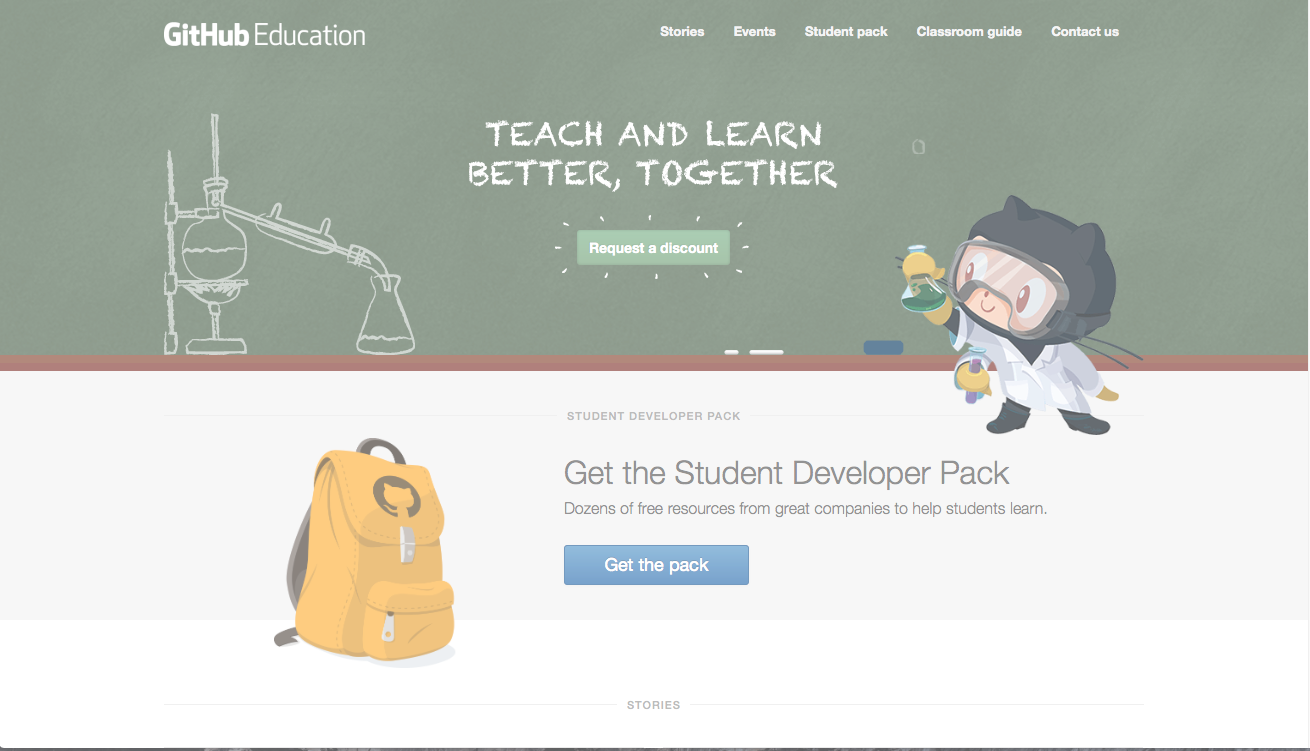 GitHub Education
Stories Events Student pack Classroom guide Contact us
TEACH AND LEARN
BETTER, TOGETHER
Request a discount
STUDENT DEVELOPER PACK
Get the Student Developer Pack
Dozens of free resources from great companies to help students learn.
Get the pack
STORIES